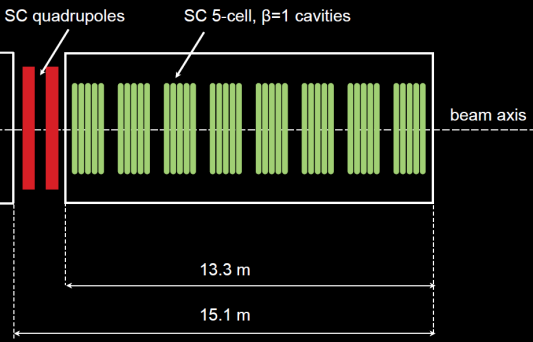 SC quadrupoles
SC 5-cell, β=1 cavities
beam axis
13.3 m
15.1 m